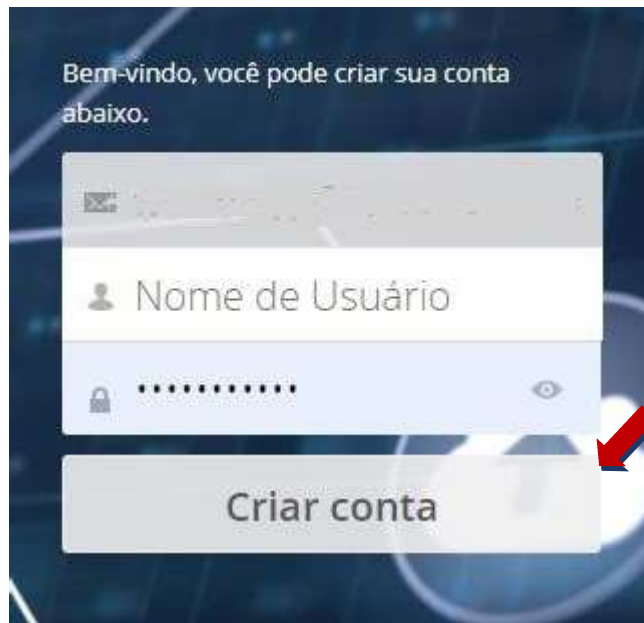 Bem-vindo, você pode criar sua conta
abaixo.
Nome de Usuário
•••••••••••
Criar conta